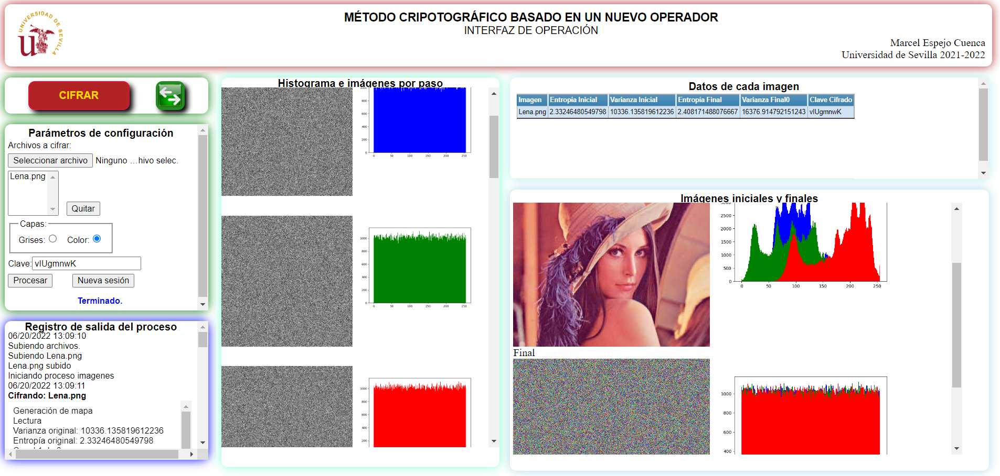 UNIVERSIDAD DE SEVILLA
MÉTODO CRIPOTOGRÁFICO BASADO EN UN NUEVO OPERADOR
INTERFAZ DE OPERACIÓN
Marcel Espejo Cuenca
Universidad de Sevilla 2021-2022
CIFRAR
Parámetros de configuración
Archivos a cifrar:
Seleccionar archivo Ninguno …hivo selec.
Lena.png
Quitar
Capas:
Grises: Color:
Clave: vIUgmnwK
Procesar Nueva sesión
Terminado.
Registro de salida del proceso
06/20/2022 13:09:10
Subiendo archivos.
Subiendo Lena.png
Lena.png subido
Iniciando proceso imagenes
06/20/2022 13:09:11
Cifrando: Lena.png
Generación de mapa
Lectura
Varianza original: 10336.135819612236
Entropía original: 2.33246480549798
Histograma e imágenes por paso
800
600
400
200
0
0 50 100 150 200 250
1000
800
600
400
200
0
0 50 100 150 200 250
1000
800
600
400
200
Datos de cada imagen
Imagen Entropia Inicial Varianza Inicial Entropía Final Varianza Final0 Clave Cifrado
Lena.png 2.33246480549798 10336.135819612236 2.408171488076667 16376.914792151243 vIUgmnwK
Imágenes iniciales y finales
2500
2000
1500
1000
500
0
0 50 100 150 200 250
Final
1000
800
600
400